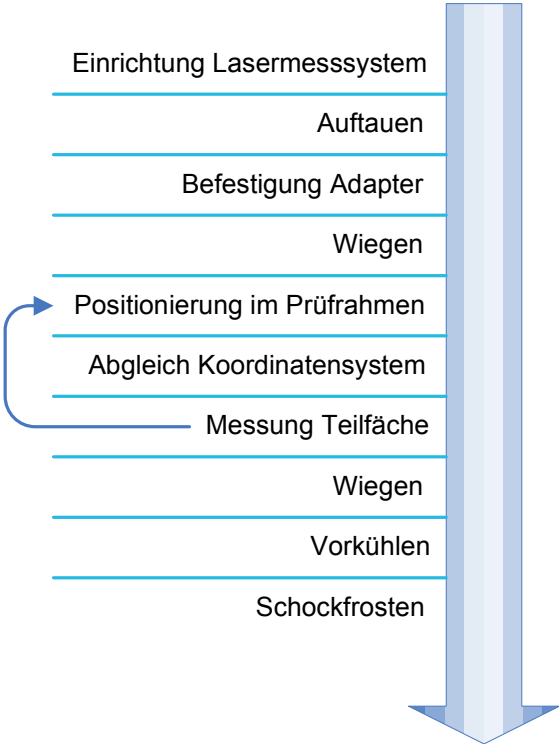 Einrichtung Lasermesssystem
Auftauen
Befestigung Adapter
Wiegen
Positionierung im Prüfrahmen
Abgleich Koordinatensystem
Messung Teilfäche
Wiegen
Vorkühlen
Schockfrosten